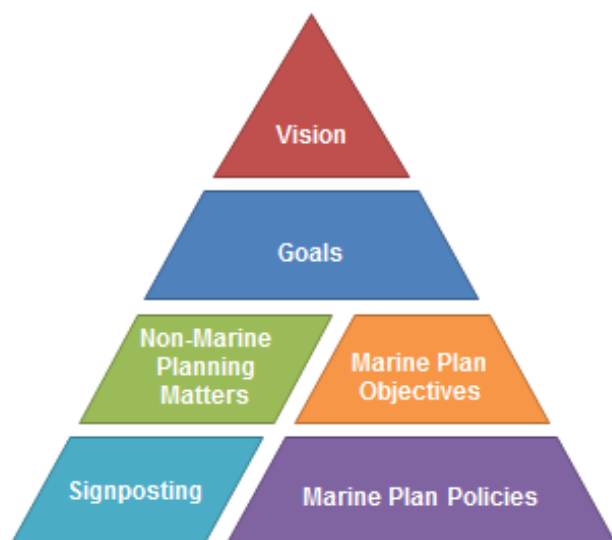 Vision
Goals
Non-Marine
Planning
Matters
Marine Plan
Objectives
Signposting
Marine Plan Policies